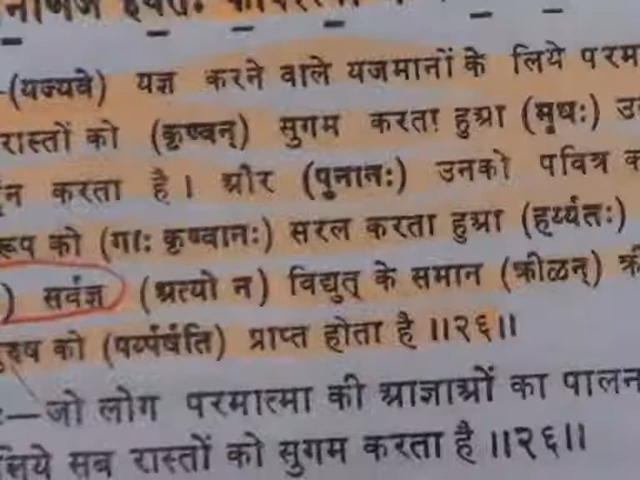 —(यज्यवे) यज्ञ करने वाले यजमानों के लिये परम
रास्तों को (कृण्वन्) सुगम करता हुआ (मृधः) उ
न करता है । और (पुनानः) उनको पवित्र क
रूप को (गाः कृण्वानः) सरल करता हुआ (हर्य्यतः)
) सर्वज्ञ (अत्यो न) विद्युत् के समान (क्रीळन्) क्री
रुष को (पर्य्यर्षति) प्राप्त होता है ॥२६॥
:—जो लोग परमात्मा की आज्ञाओं का पालन
लिये सब रास्तों को सुगम करता है ॥२६॥